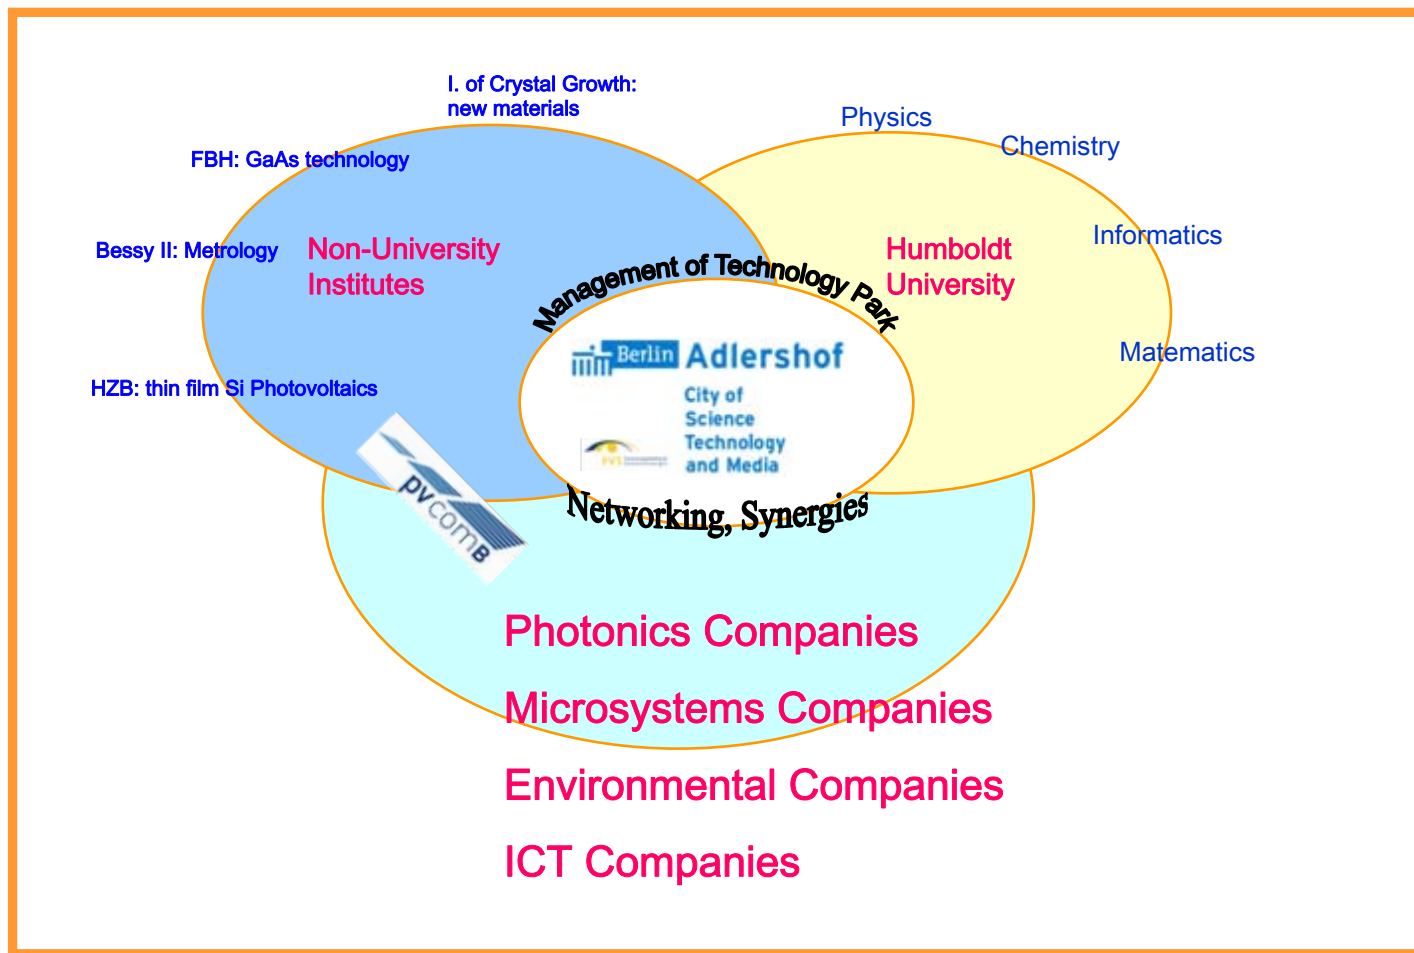 I. of Crystal Growth:
new materials
Physics
Chemistry
FBH: GaAs technology
Informatics
Bessy II: Metrology
Non-University
Institutes
Humboldt
University
Management of Technology Park
Matematics
Berlin Adlershof
City of
Science
Technology
and Media
HZB: thin film Si Photovoltaics
pvcomB
Networking, Synergies
Photonics Companies
Microsystems Companies
Environmental Companies
ICT Companies